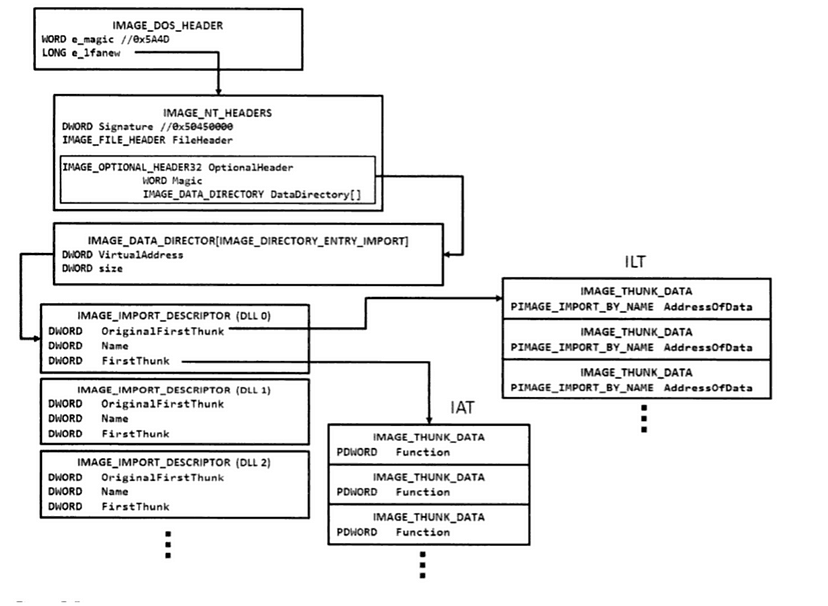 IMAGE_DOS_HEADER
WORD e_magic //0x5A4D
LONG e_lfanew
IMAGE_NT_HEADERS
DWORD Signature //0x50450000
IMAGE_FILE_HEADER FileHeader
IMAGE_OPTIONAL_HEADER32 OptionalHeader
WORD Magic
IMAGE_DATA_DIRECTORY DataDirectory[]
IMAGE_DATA_DIRECTOR[IMAGE_DIRECTORY_ENTRY_IMPORT]
DWORD VirtualAddress
DWORD size
IMAGE_IMPORT_DESCRIPTOR (DLL 0)
DWORD OriginalFirstThunk
DWORD Name
DWORD FirstThunk
IMAGE_IMPORT_DESCRIPTOR (DLL 1)
DWORD OriginalFirstThunk
DWORD Name
DWORD FirstThunk
IMAGE_IMPORT_DESCRIPTOR (DLL 2)
DWORD OriginalFirstThunk
DWORD Name
DWORD FirstThunk
ILT
IMAGE_THUNK_DATA
PIMAGE_IMPORT_BY_NAME AddressOfData
IMAGE_THUNK_DATA
PIMAGE_IMPORT_BY_NAME AddressOfData
IMAGE_THUNK_DATA
PIMAGE_IMPORT_BY_NAME AddressOfData
IAT
IMAGE_THUNK_DATA
PDWORD Function
IMAGE_THUNK_DATA
PDWORD Function
IMAGE_THUNK_DATA
PDWORD Function